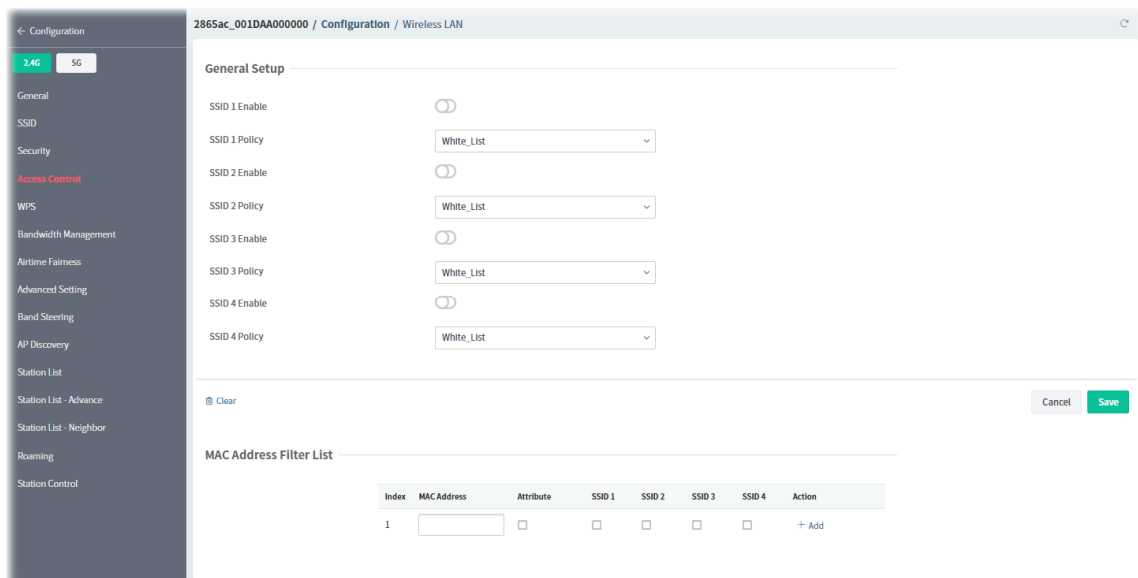 ← Configuration
2865ac_001DAA000000 / Configuration / Wireless LAN
2.4G 5G
General
SSID
Security
Access Control
WPS
Bandwidth Management
Airtime Fairness
Advanced Setting
Band Steering
AP Discovery
Station List
Station List - Advance
Station List - Neighbor
Roaming
Station Control
General Setup
SSID 1 Enable
SSID 1 Policy White_List
SSID 2 Enable
SSID 2 Policy White_List
SSID 3 Enable
SSID 3 Policy White_List
SSID 4 Enable
SSID 4 Policy White_List
Clear Cancel Save
MAC Address Filter List
Index MAC Address Attribute SSID 1 SSID 2 SSID 3 SSID 4 Action
1 + Add